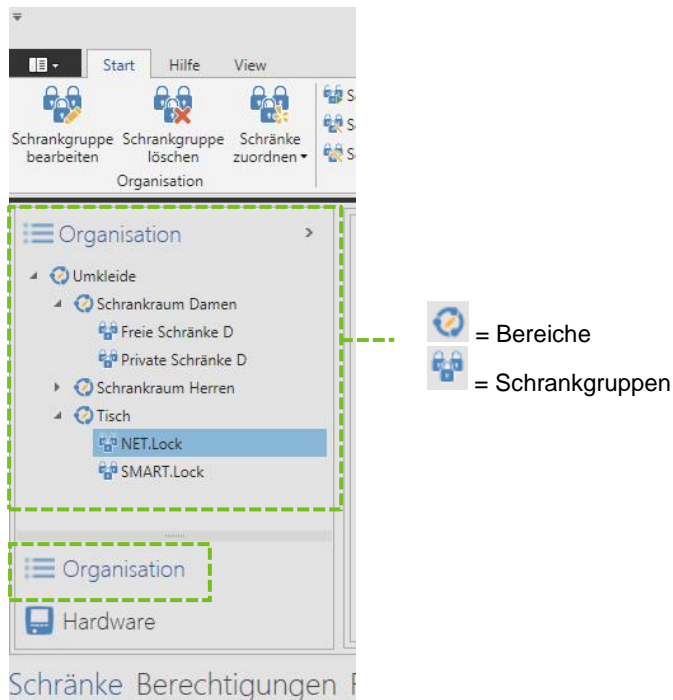 Start Hilfe View
Schrankgruppe bearbeiten
Schrankgruppe löschen
Schränke zuordnen
Organisation
Organisation
Umkleide
Schrankraum Damen
Freie Schränke D
Private Schränke D
Schrankraum Herren
Tisch
NET.Lock
SMART.Lock
Organisation
Hardware
Schränke Berechtigungen
= Bereiche
= Schrankgruppen